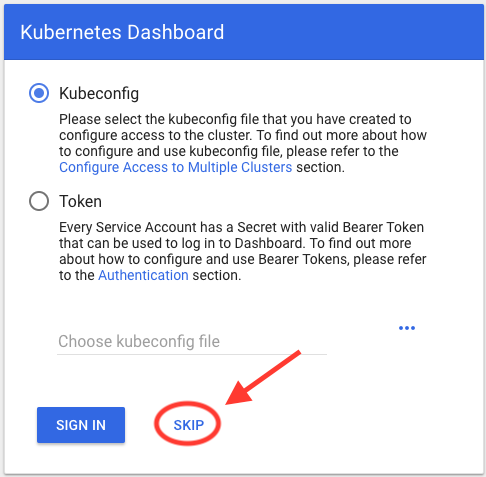 Kubernetes Dashboard
Kubeconfig
Please select the kubeconfig file that you have created to
configure access to the cluster. To find out more about how
to configure and use kubeconfig file, please refer to the
Configure Access to Multiple Clusters section.
Token
Every Service Account has a Secret with valid Bearer Token
that can be used to log in to Dashboard. To find out more
about how to configure and use Bearer Tokens, please refer
to the Authentication section.
Choose kubeconfig file
SIGN IN SKIP